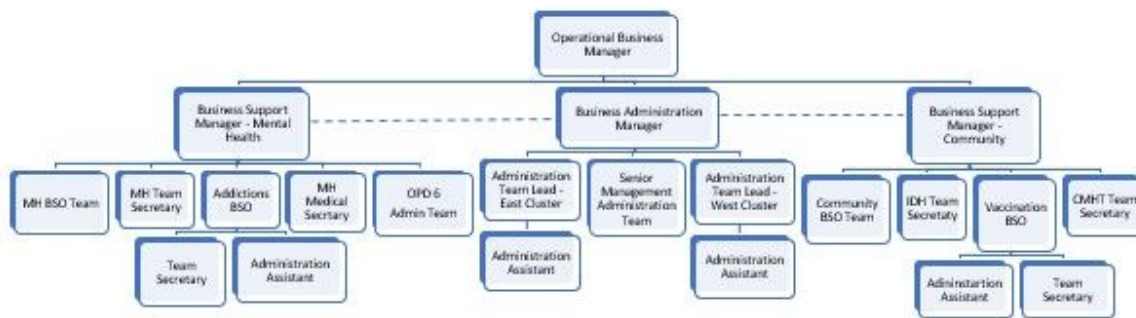 Operational Business
Manager
Business Support
Manager - Mental
Health
Business Administration
Manager
Business Support
Manager -
Community
MH BSO Team
MH Team
Secretary
Addictions
BSO
MH
Medical
Secrtary
OPD 6
Admin Team
Administration
Team Lead -
East Cluster
Senior
Management
Administration
Team
Administration
Team Lead -
West Cluster
Community
BSO Team
IDH Team
Secretaty
Vaccination
BSO
CMHT Team
Secretary
Team
Secretary
Administration
Assistant
Administration
Assistant
Administration
Assistant
Adininstartion
Assistant
Team
Secretary